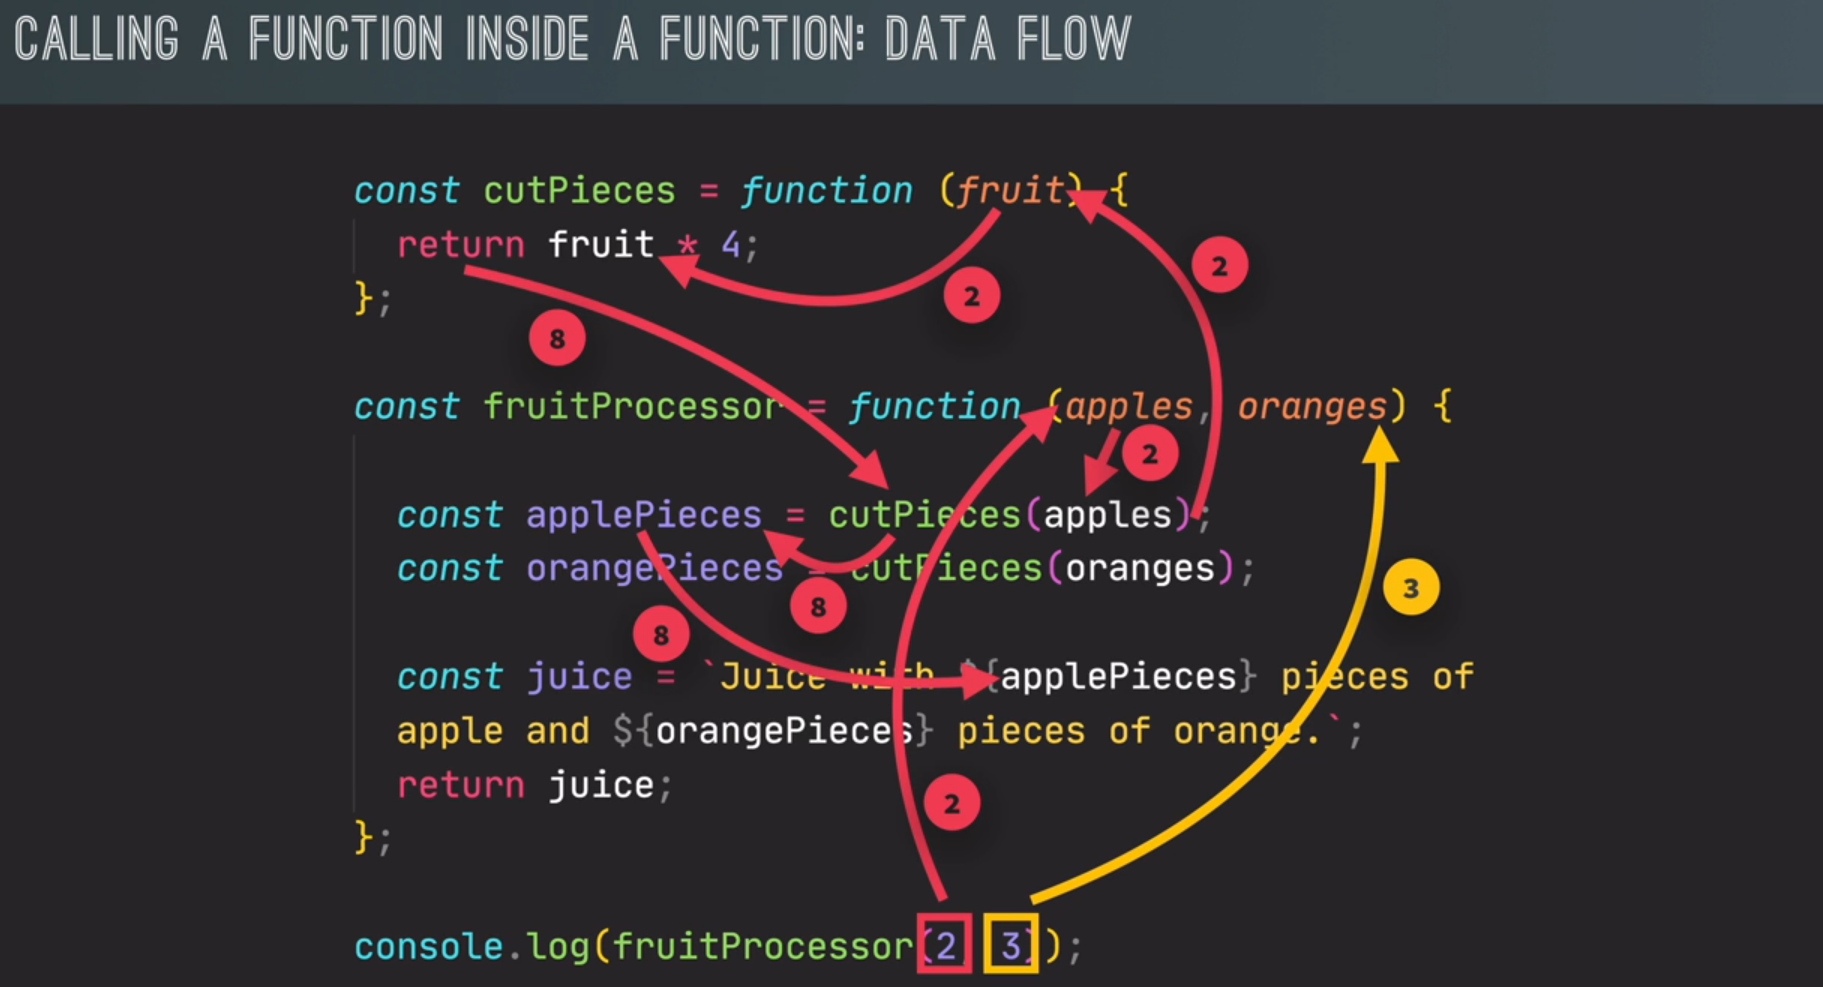 CALLING A FUNCTION INSIDE A FUNCTION: DATA FLOW
const cutPieces = function (fruit) {
return fruit * 4;
};
2
2
8
const fruitProcessor = function (apples, oranges) {
2
const applePieces = cutPieces(apples);
const orangePieces = cutPieces(oranges);
3
8
8
const juice = `Juice with ${applePieces} pieces of
apple and ${orangePieces} pieces of orange.`;
return juice;
2
};
console.log(fruitProcessor(2 3));